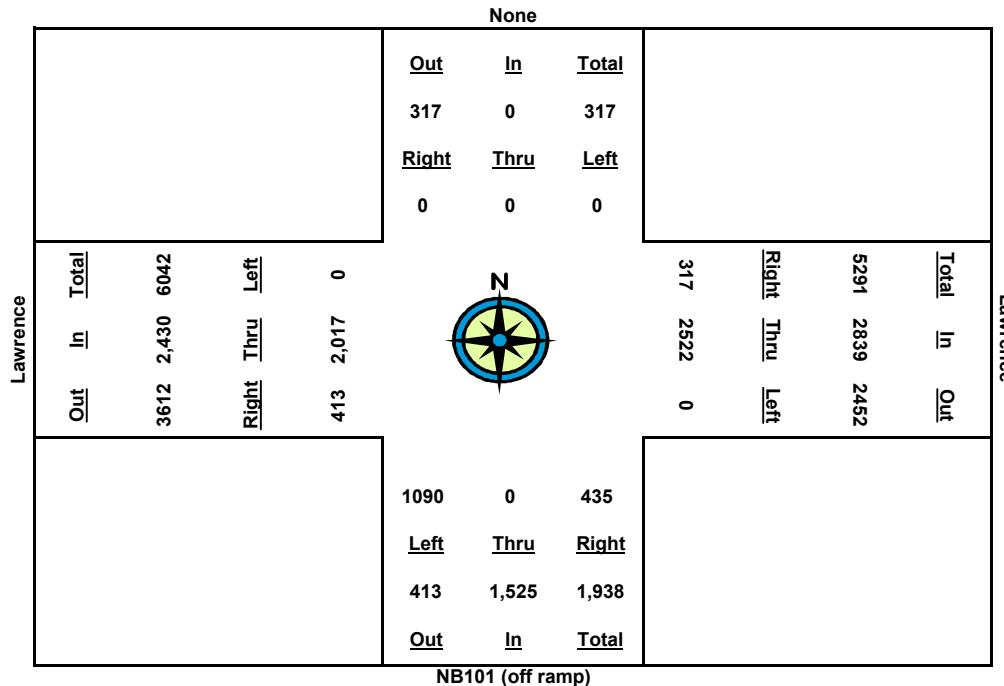 None
Out In Total
317 0 317
Right Thru Left
0 0 0
Lawrence
Total 6042 Left 0
In 2,430 Thru 2,017
Out 3612 Right 413
N
317 Right 5291 Total
2522 Thru 2839 In
0 Left 2452 Out
Lawrence
1090 0 435
Left Thru Right
413 1,525 1,938
Out In Total
NB101 (off ramp)